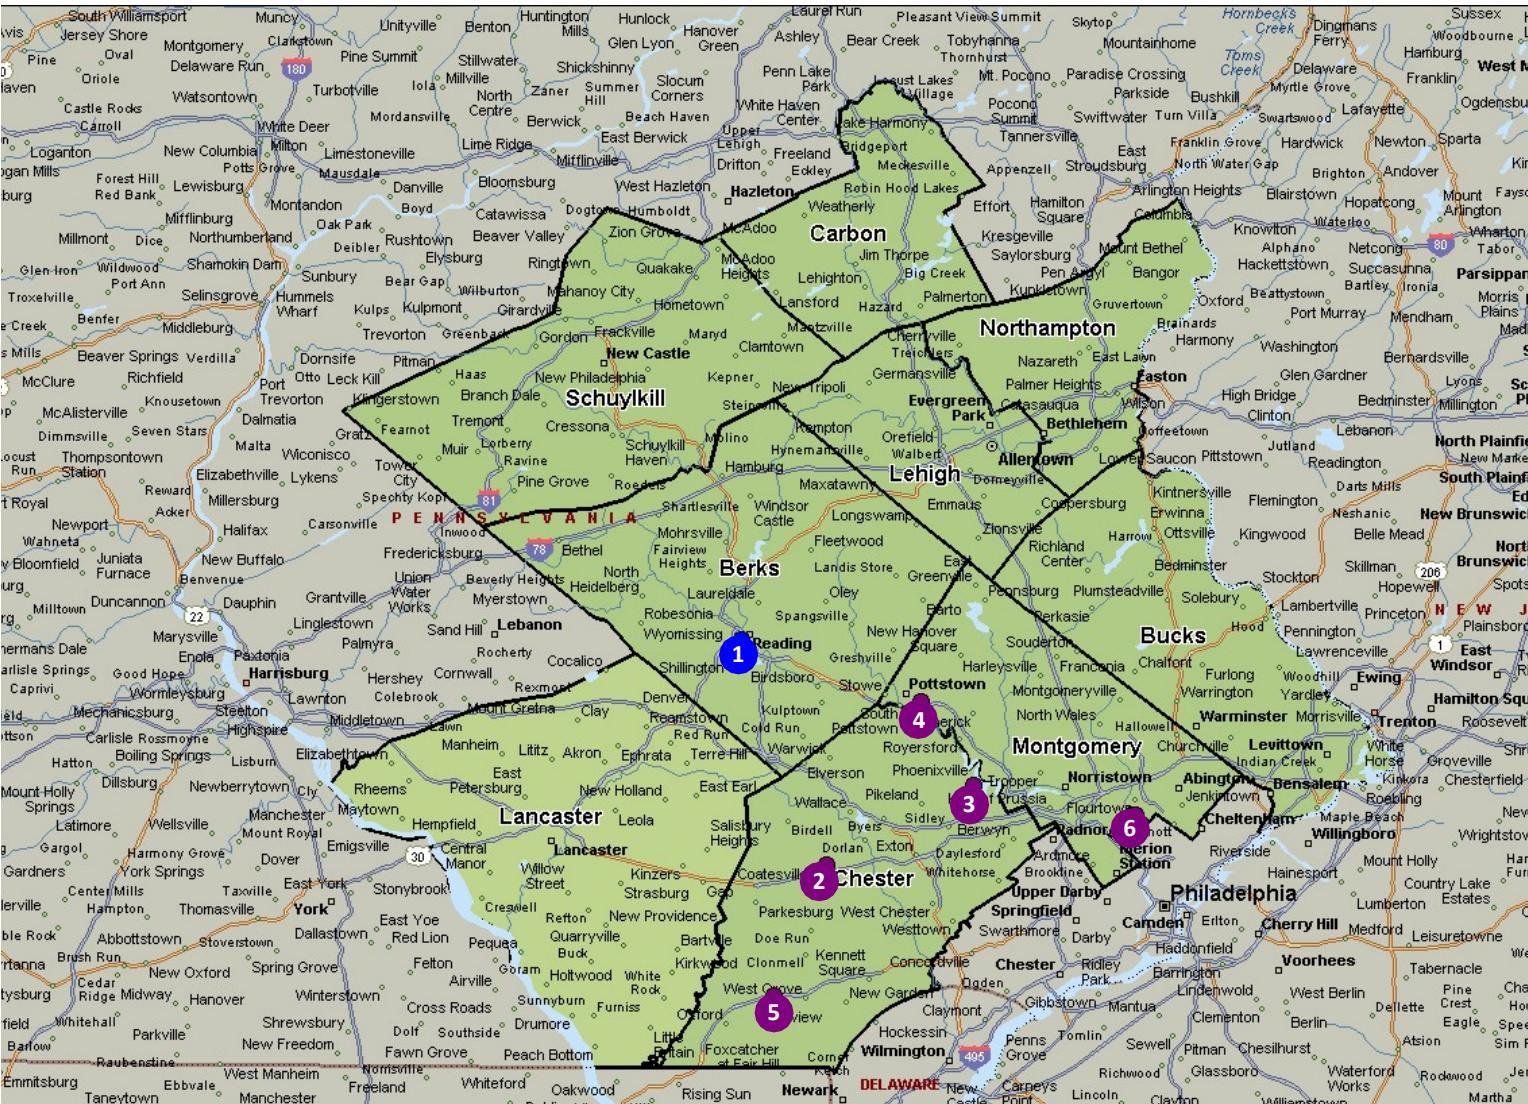 South Williamsport
Muncy
Unityville
Benton
Huntington
Mills
Hunlock
Hanover
Green
Laurel Run
Pleasant View Summit
Skytop
Hornbecks
Creek
Dingmans
Ferry
Sussex
Jersey Shore
Oval
Montgomery
Clarkstown
Pine Summit
Glen Lyon
Ashley
Bear Creek
Tobyhanna
Thornhurst
Mountainhome
Toms
Creek
Hamburg
Woodbourne
Pine
Oriole
Delaware Run
180
Stillwater
Shickshinny
Slocum
Corners
Penn Lake
Park
Locust Lakes
Village
Mt. Pocono
Paradise Crossing
Parkside
Delaware
Myrtle Grove
Franklin
Watsontown
Turbotville
Iola
Millville
North
Centre
Zaner
Summer
Hill
White Haven
Center
Pocono
Summit
Swiftwater
Bushkill
Turn Villa
Lafayette
Swartswood
Castle Rocks
Carroll
White Deer
Mordansville
Berwick
Beach Haven
East Berwick
Upper
Lehigh
Lake Harmony
Tannersville
Loganton
New Columbia
Milton
Limestoneville
Lime Ridge
Mifflinville
Drifton
Freeland
Eckley
Bridgeport
Meckesville
East
Stroudsburg
Franklin Grove
Hardwick
Newton
Sparta
Forest Hill
Red Bank
Lewisburg
Potts Grove
Mausdale
Danville
Bloomsburg
West Hazleton
Hazleton
Robin Hood Lakes
Appenzell
North Water Gap
Arlington Heights
Blairstown
Brighton
Andover
Mifflinburg
Montandon
Boyd
Catawissa
Humboldt
Weatherly
Effort
Hamilton
Square
Columbia
Hopatcong
Mount
Arlington
Millmont
Dice
Northumberland
Oak Park
Deibler
Rushtown
Beaver Valley
Zion Grove
McAdoo
Carbon
Kresgeville
Saylorsburg
Mount Bethel
Knowlton
Waterloo
80
Wharton
Tabor
Glen Iron
Wildwood
Port Ann
Shamokin Dam
Sunbury
Elysburg
Ringtown
Quakake
McAdoo
Heights
Jim Thorpe
Big Creek
Pen Argyl
Bangor
Alphano
Hackettstown
Netcong
Succasunna
Troxelville
Selinsgrove
Hummels
Wharf
Bear Gap
Wilburton
Mahanoy City
Hometown
Lehighton
Lansford
Hazard
Palmerton
Kunkletown
Gruvertown
Oxford
Beattystown
Bartley
Ironia
Benfer
Middleburg
Kulps
Kulpmont
Girardville
Trevorton
Greenback
Gordon
Frackville
Maryd
Mantzville
Cherryville
Northampton
Brainards
Harmony
Port Murray
Mendham
Beaver Springs
Verdilla
Dornsife
Pitman
New Castle
Clamtown
Treichlers
Nazareth
East Lawn
Washington
Bernardsville
McClure
Richfield
Port
Trevorton
Otto
Leck Kill
Haas
New Philadelphia
Kepner
New Tripoli
Germansville
Palmer Heights
Easton
Glen Gardner
Lyons
Knousetown
Klingerstown
Branch Dale
Schuylkill
Evergreen
Park
Catasauqua
Wilson
High Bridge
Bedminster
Millington
McAlisterville
Dalmatia
Tremont
Clinton
Dimmsville
Seven Stars
Malta
Gratz
Fearnot
Cressona
Molino
Kempton
Orefield
Walbert
Bethlehem
Coffeetown
Jutland
Lebanon
North Plainfield
Thompsontown
Station
Wiconisco
Muir
Lorberry
Ravine
Schuylkill
Haven
Hynemansville
Lehigh
Allentown
Lower Saucon
Pittstown
Readington
Elizabethville
Lykens
Tower
City
Pine Grove
Hamburg
Maxatawny
Dorneyville
Reward
Acker
Millersburg
Roedels
Shartlesville
Windsor
Castle
Longswamp
Emmaus
Coopersburg
Kintnersville
Erwinna
Flemington
Darts Mills
Neshanic
New Brunswick
Newport
Wahneta
Halifax
Carsonville
81
PENNSYLVANIA
Inwood
Mohrsville
Fleetwood
Zionsville
Harrow
Ottsville
Kingwood
Belle Mead
Juniata
Furnace
New Buffalo
Fredericksburg
78
Bethel
Fairview
Heights
Berks
Landis Store
East
Greenville
Richland
Center
Bedminster
Skillman
206
Benvenue
Union
Water
Works
Beverly Heights
North
Heidelberg
Laureldale
Oley
Pennsburg
Plumsteadville
Solebury
Stockton
Hopewell
Milltown
Duncannon
22
Dauphin
Grantville
Myerstown
Robesonia
Spangsville
Barto
Perkasie
Lambertville
Princeton
NEW J
Marysville
Linglestown
Sand Hill
Lebanon
Wyomissing
1
Reading
New Hanover
Square
Souderton
Bucks
Hood
Pennington
1
Plainsboro
Enola
Paxtonia
Palmyra
Rocherty
Cocalico
Shillington
Birdsboro
Greshville
Harleysville
Franconia
Chalfont
Lawrenceville
East
Windsor
Carlisle Springs
Caprivi
Good Hope
Wormleysburg
Harrisburg
Hershey
Cornwall
Colebrook
Rexmont
Denver
Stowe
Pottstown
Montgomeryville
Furlong
Warrington
Woodhill
Yardley
Ewing
Mechanicsburg
Steelton
Lawnton
Mount Gretna
Clay
Reamstown
Kulptown
South
Pottstown
4
North Wales
Hallowell
Warminster
Morrisville
Trenton
Hamilton Squ
Carlisle
Rossmoyne
Highspire
Middletown
Lawn
Red Run
Cold Run
Royersford
Montgomery
Churchville
Levittown
White
Horse
Hatton
Boiling Springs
Lisburn
Elizabethtown
Manheim
Lititz
Akron
Ephrata
Terre Hill
Warwick
Phoenixville
Indian Creek
Groveville
Dillsburg
Newberrytown
Cly
Rheems
East
Petersburg
New Holland
East Earl
Elverson
Pikeland
3
Trooper
Prussia
Norristown
Abington
Jenkintown
Bensalem
Kinkora
Chesterfield
Mount Holly
Springs
Manchester
Mount Royal
Maytown
Lancaster
Leola
Wallace
Sidley
Berwyn
Flourtown
Roebling
Latimore
Wellsville
Hempfield
Salisbury
Heights
Birdell
Byers
Radnor
6
Cheltenham
Maple Beach
Willingboro
Gargol
Harmony Grove
York Springs
Dover
Emigsville
30
Central
Manor
Lancaster
Dorlan
Exton
Daylesford
Ardmore
Merion
Station
Riverside
Mount Holly
Gardners
East York
Stonybrook
Willow
Street
Kinzers
Strasburg
Gap
Coatesville
2
Chester
Whitehorse
Brookline
Upper Darby
Philadelphia
Hainesport
Country Lake
Estates
Center Mills
Hampton
Taxville
Thomasville
York
Creswell
New Providence
Parkesburg
West Chester
Springfield
Camden
Erlton
Cherry Hill
Lumberton
Abbottstown
Stoverstown
Dallastown
East Yoe
Red Lion
Pequea
Refton
Quarryville
Buck
Bartville
Doe Run
Westtown
Swarthmore
Darby
Haddonfield
Medford
Leisuretowne
Brush Run
New Oxford
Spring Grove
Felton
Airville
Goram
Holtwood
White
Rock
Kirkwood
Clonmell
Kennett
Square
Concordville
Chester
Ridley
Park
Barrington
Voorhees
Tabernacle
Cedar
Ridge
Midway
Hanover
Winterstown
Cross Roads
Sunnyburn
Furniss
West Grove
New Garden
Ogden
Gibbstown
Mantua
Lindenwold
West Berlin
Dellette
Pine
Crest
Whitehall
Parkville
Shrewsbury
Dolf
Southside
Drumore
Oxford
5
view
Claymont
Clementon
Berlin
Eagle
Barlow
New Freedom
Fawn Grove
Peach Bottom
Little
Britain
Foxcatcher
at Fair Hill
Corner
Ketch
Hockessin
Wilmington
495
Penns
Grove
Tomlin
Sewell
Pitman
Chesilhurst
Atsion
Raubenstine
Emmitsburg
Ebbvale
West Manheim
Norrisville
Whiteford
Oakwood
Rising Sun
Newark
DELAWARE
New
Castle
Carneys
Point
Richwood
Glassboro
Waterford
Works
Rockwood
Taneytown
Manchester
Freeland
Lincoln
Clayton
Williamstown
Martha